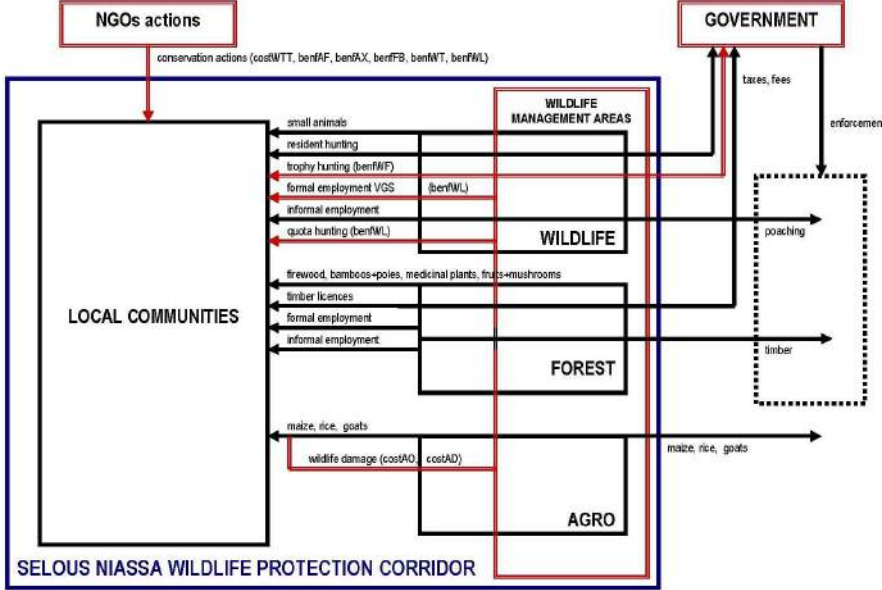 NGOs actions
GOVERNMENT
conservation actions (costWTT, benfAF, benfAX, benfFB, benfWT, benfWL)
taxes, fees
enforcemen
WILDLIFE
MANAGEMENT AREAS
small animals
resident hunting
trophy hunting (benfWF)
formal employment VGS (benfWL)
informal employment
poaching
quota hunting (benfWL)
WILDLIFE
firewood, bamboos+poles, medicinal plants, fruits+mushrooms
timber licences
LOCAL COMMUNITIES
formal employment
informal employment
timber
FOREST
maize, rice, goats
maize, rice, goats
wildlife damage (costAO, costAD)
AGRO
SELOUS NIASSA WILDLIFE PROTECTION CORRIDOR